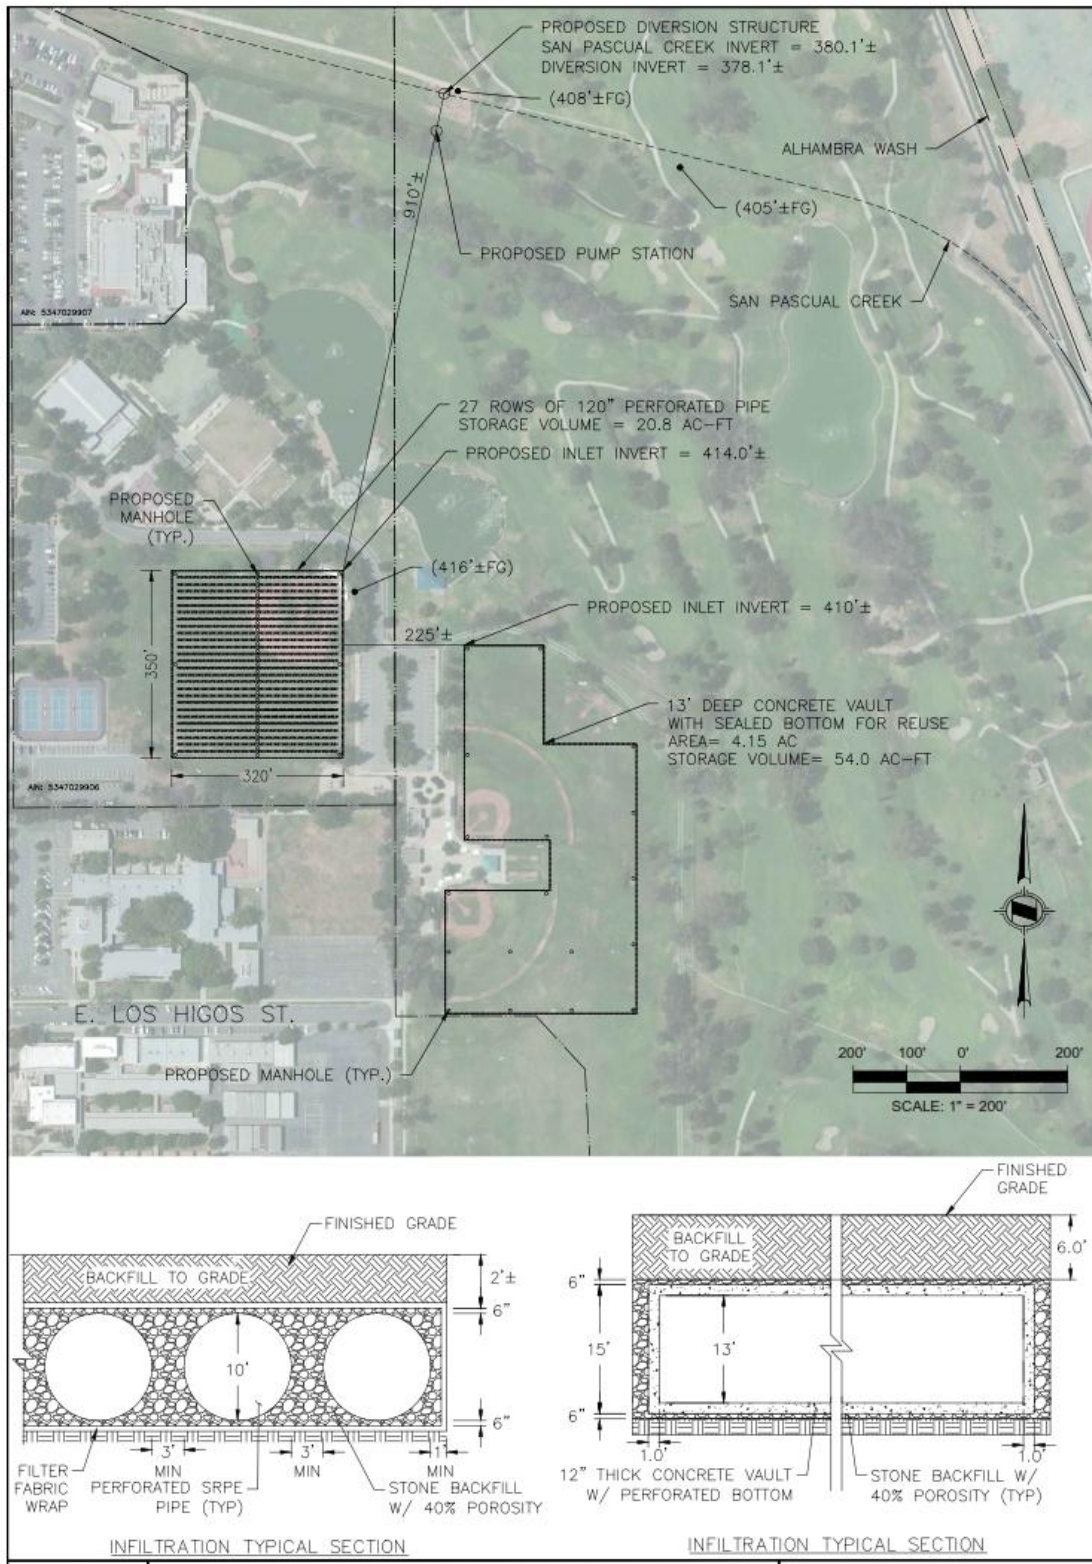 PROPOSED DIVERSION STRUCTURE
SAN PASCUAL CREEK INVERT = 380.1'±
DIVERSION INVERT = 378.1'±
(408'±FG)
ALHAMBRA WASH
910'±
(405'±FG)
PROPOSED PUMP STATION
SAN PASCUAL CREEK
AIN: 5347029907
27 ROWS OF 120" PERFORATED PIPE
STORAGE VOLUME = 20.8 AC-FT
PROPOSED INLET INVERT = 414.0'±
PROPOSED
MANHOLE
(TYP.)
(416'±FG)
PROPOSED INLET INVERT = 410'±
225'±
350'
13' DEEP CONCRETE VAULT
WITH SEALED BOTTOM FOR REUSE
AREA= 4.15 AC
STORAGE VOLUME= 54.0 AC-FT
320'
AIN: 5347029906
E. LOS HIGOS ST.
PROPOSED MANHOLE (TYP.)
200' 100' 0' 200'
SCALE: 1" = 200'
FINISHED GRADE
BACKFILL TO GRADE
2'±
6"
10'
6"
3'
MIN
3'
MIN
1'
MIN
FILTER
FABRIC
WRAP
PERFORATED SRPE
PIPE (TYP)
STONE BACKFILL
W/ 40% POROSITY
INFILTRATION TYPICAL SECTION
FINISHED
GRADE
BACKFILL
TO GRADE
6.0'
6"
15'
13'
6"
1.0'
1.0'
12" THICK CONCRETE VAULT
W/ PERFORATED BOTTOM
STONE BACKFILL W/
40% POROSITY (TYP)
INFILTRATION TYPICAL SECTION